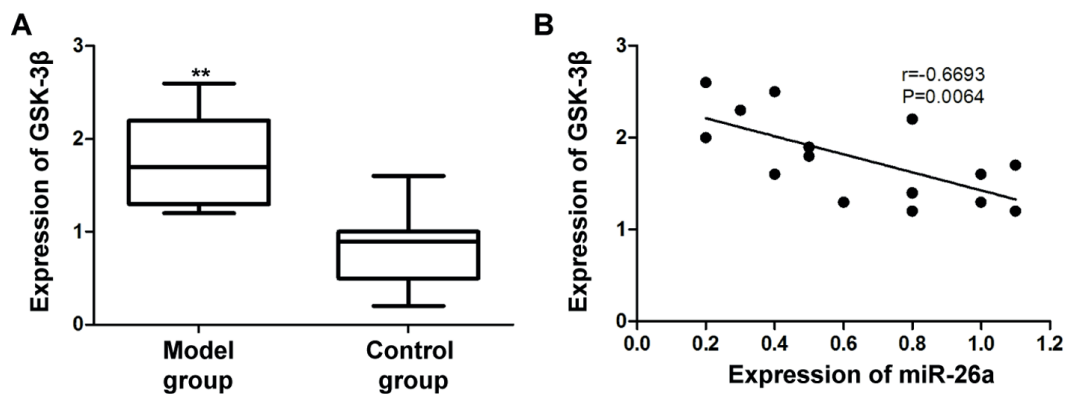 A
Expression of GSK-3β
3
2
1
0
**
Model
group
Control
group
B
Expression of GSK-3β
3
2
1
0
r=-0.6693
P=0.0064
0.0 0.2 0.4 0.6 0.8 1.0 1.2
Expression of miR-26a